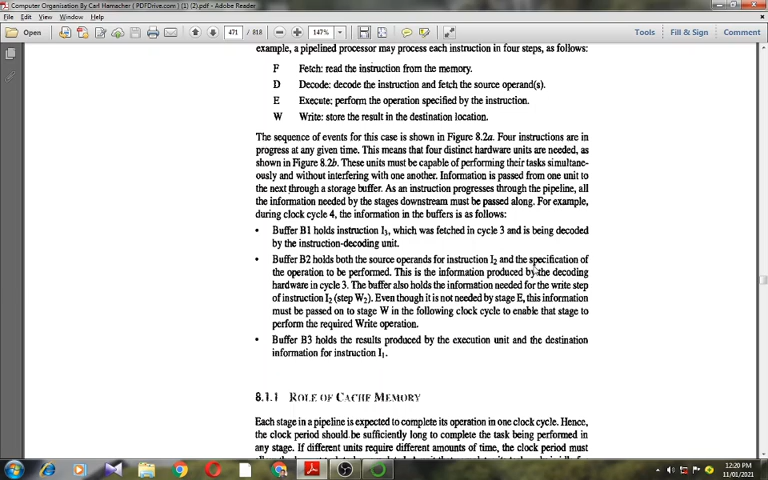 Computer Organisation By Carl Hamacher ( PDFDrive.com ) (1) (2).pdf - Adobe Reader
File Edit View Window Help
Open 471 / 818 147% Tools Fill & Sign Comment
example, a pipelined processor may process each instruction in four steps, as follows:
F Fetch: read the instruction from the memory.
D Decode: decode the instruction and fetch the source operand(s).
E Execute: perform the operation specified by the instruction.
W Write: store the result in the destination location.
The sequence of events for this case is shown in Figure 8.2a. Four instructions are in
progress at any given time. This means that four distinct hardware units are needed, as
shown in Figure 8.2b. These units must be capable of performing their tasks simultane-
ously and without interfering with one another. Information is passed from one unit to
the next through a storage buffer. As an instruction progresses through the pipeline, all
the information needed by the stages downstream must be passed along. For example,
during clock cycle 4, the information in the buffers is as follows:
• Buffer B1 holds instruction I₃, which was fetched in cycle 3 and is being decoded
by the instruction-decoding unit.
• Buffer B2 holds both the source operands for instruction I₂ and the specification of
the operation to be performed. This is the information produced by the decoding
hardware in cycle 3. The buffer also holds the information needed for the write step
of instruction I₂ (step W₂). Even though it is not needed by stage E, this information
must be passed on to stage W in the following clock cycle to enable that stage to
perform the required Write operation.
• Buffer B3 holds the results produced by the execution unit and the destination
information for instruction I₁.
8.1.1 ROLE OF CACHE MEMORY
Each stage in a pipeline is expected to complete its operation in one clock cycle. Hence,
the clock period should be sufficiently long to complete the task being performed in
any stage. If different units require different amounts of time, the clock period must
12:20 PM
11/01/2021